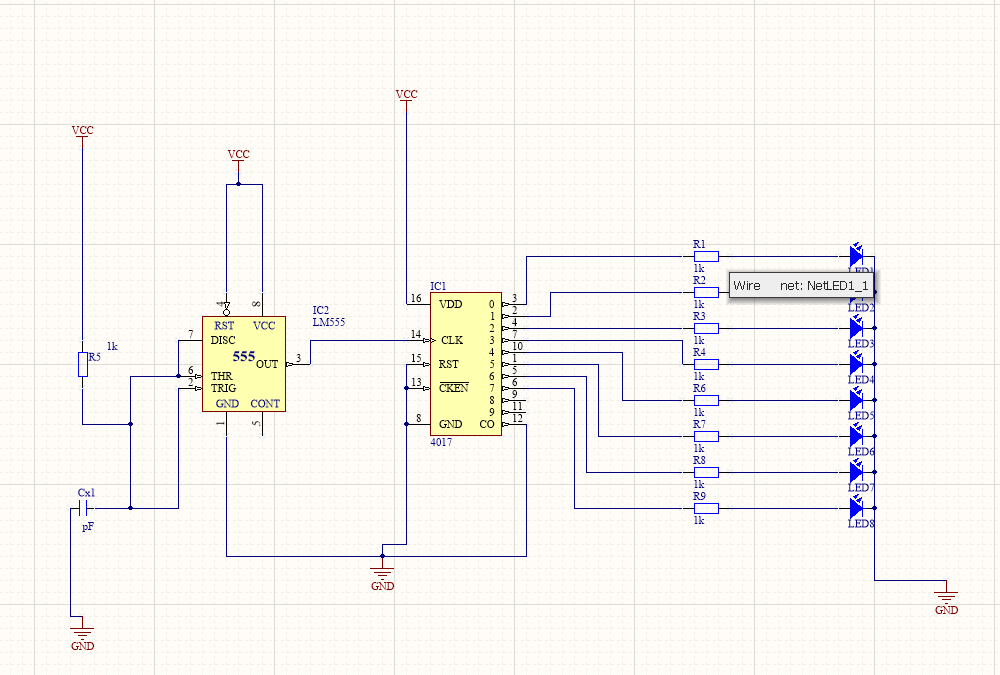 VCC
VCC
VCC
R5
1k
Cx1
pF
GND
4
8
RST
VCC
7
DISC
555
OUT
3
6
THR
2
TRIG
GND
CONT
1
5
IC2
LM555
GND
IC1
16
VDD
14
CLK
15
RST
13
CKEN
8
GND
0
3
1
2
2
4
3
7
4
10
5
1
6
5
7
6
8
9
9
11
CO
12
4017
R1
1k
R2
1k
R3
1k
R4
1k
R6
1k
R7
1k
R8
1k
R9
1k
Wire net: NetLED1_1
LED2
LED3
LED4
LED5
LED6
LED7
LED8
GND